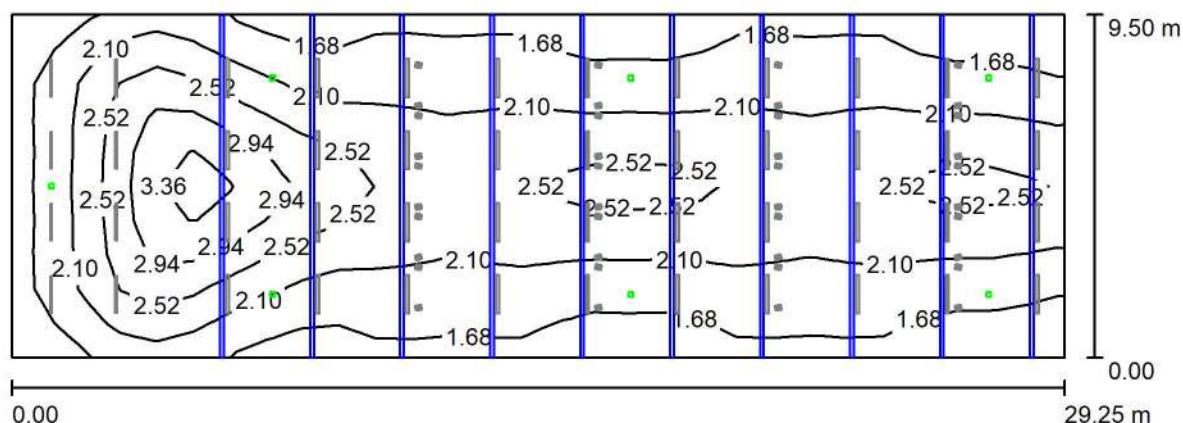 9.50 m
2.10 1.68 1.68 1.68 1.68
2.52 2.10 2.10 2.10 2.10
2.52 2.94 2.52 2.52 2.52 2.52
3.36 2.52 2.52
2.52 2.94 2.52 2.52 2.52 2.52 2.52
2.94 2.94 2.52
2.10 2.10 2.10 2.10
2.52 2.10
1.68 1.68 1.68
0.00
0.00 29.25 m